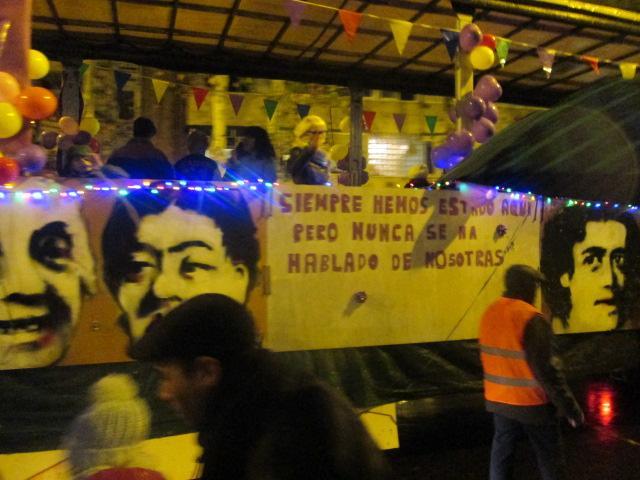 SIEMPRE HEMOS ESTADO AQUÍ
PERO NUNCA SE HA
HABLADO DE NOSOTRAS